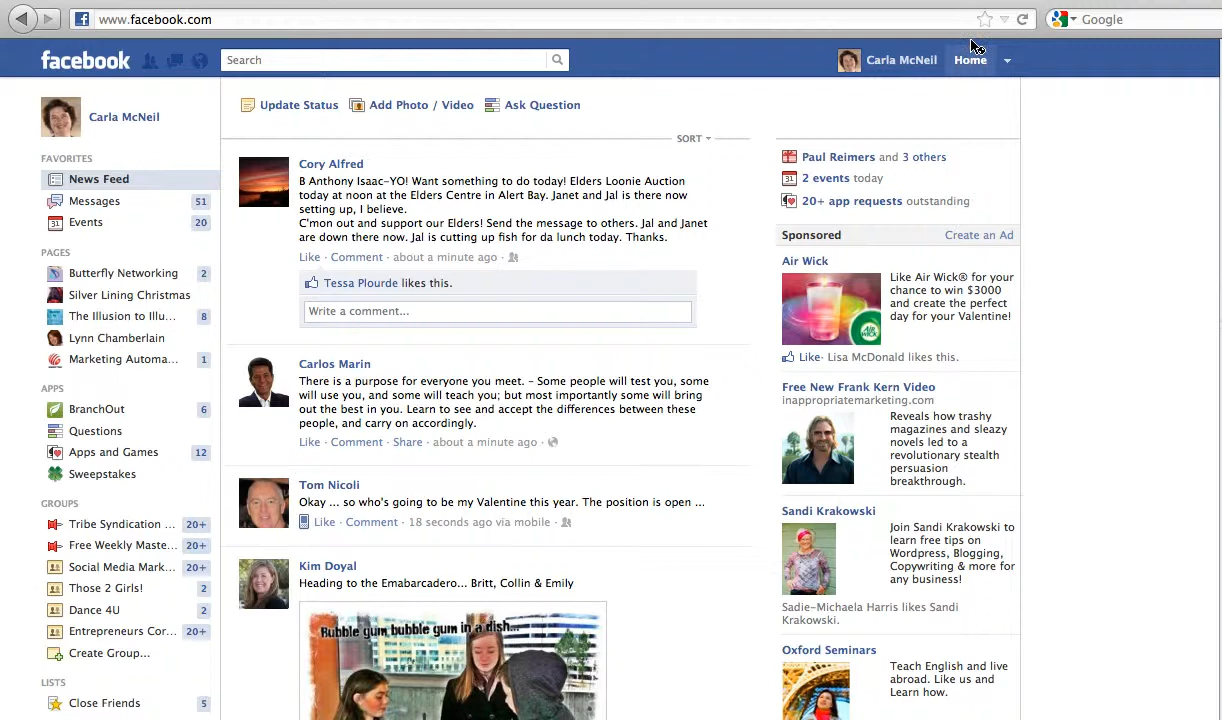 www.facebook.com
Google
facebook
Search
Carla McNeil
Home
Carla McNeil
FAVORITES
News Feed
Messages 51
Events 20
PAGES
Butterfly Networking 2
Silver Lining Christmas
The Illusion to Illu... 8
Lynn Chamberlain
Marketing Automa... 1
APPS
BranchOut 6
Questions
Apps and Games 12
Sweepstakes
GROUPS
Tribe Syndication ... 20+
Free Weekly Maste... 20+
Social Media Mark... 20+
Those 2 Girls! 2
Dance 4U 2
Entrepreneurs Cor... 20+
Create Group...
LISTS
Close Friends 5
Update Status
Add Photo / Video
Ask Question
SORT
Cory Alfred
B Anthony Isaac-YO! Want something to do today! Elders Loonie Auction
today at noon at the Elders Centre in Alert Bay. Janet and Jal is there now
setting up, I believe.
C'mon out and support our Elders! Send the message to others. Jal and Janet
are down there now. Jal is cutting up fish for da lunch today. Thanks.
Like · Comment · about a minute ago ·
Tessa Plourde likes this.
Write a comment...
Carlos Marin
There is a purpose for everyone you meet. - Some people will test you, some
will use you, and some will teach you; but most importantly some will bring
out the best in you. Learn to see and accept the differences between these
people, and carry on accordingly.
Like · Comment · Share · about a minute ago ·
Tom Nicoli
Okay ... so who's going to be my Valentine this year. The position is open ...
Like · Comment · 18 seconds ago via mobile ·
Kim Doyal
Heading to the Emabarcadero... Britt, Collin & Emily
Bubble gum bubble gum in a dish...
Paul Reimers and 3 others
31 2 events today
20+ app requests outstanding
Sponsored
Create an Ad
Air Wick
Like Air Wick® for your
chance to win $3000
and create the perfect
day for your Valentine!
AIR WICK
Like · Lisa McDonald likes this.
Free New Frank Kern Video
inappropriatemarketing.com
Reveals how trashy
magazines and sleazy
novels led to a
revolutionary stealth
persuasion
breakthrough.
Sandi Krakowski
Join Sandi Krakowski to
learn free tips on
Wordpress, Blogging,
Copywriting & more for
any business!
Sadie-Michaela Harris likes Sandi
Krakowski.
Oxford Seminars
Teach English and live
abroad. Like us and
Learn how.